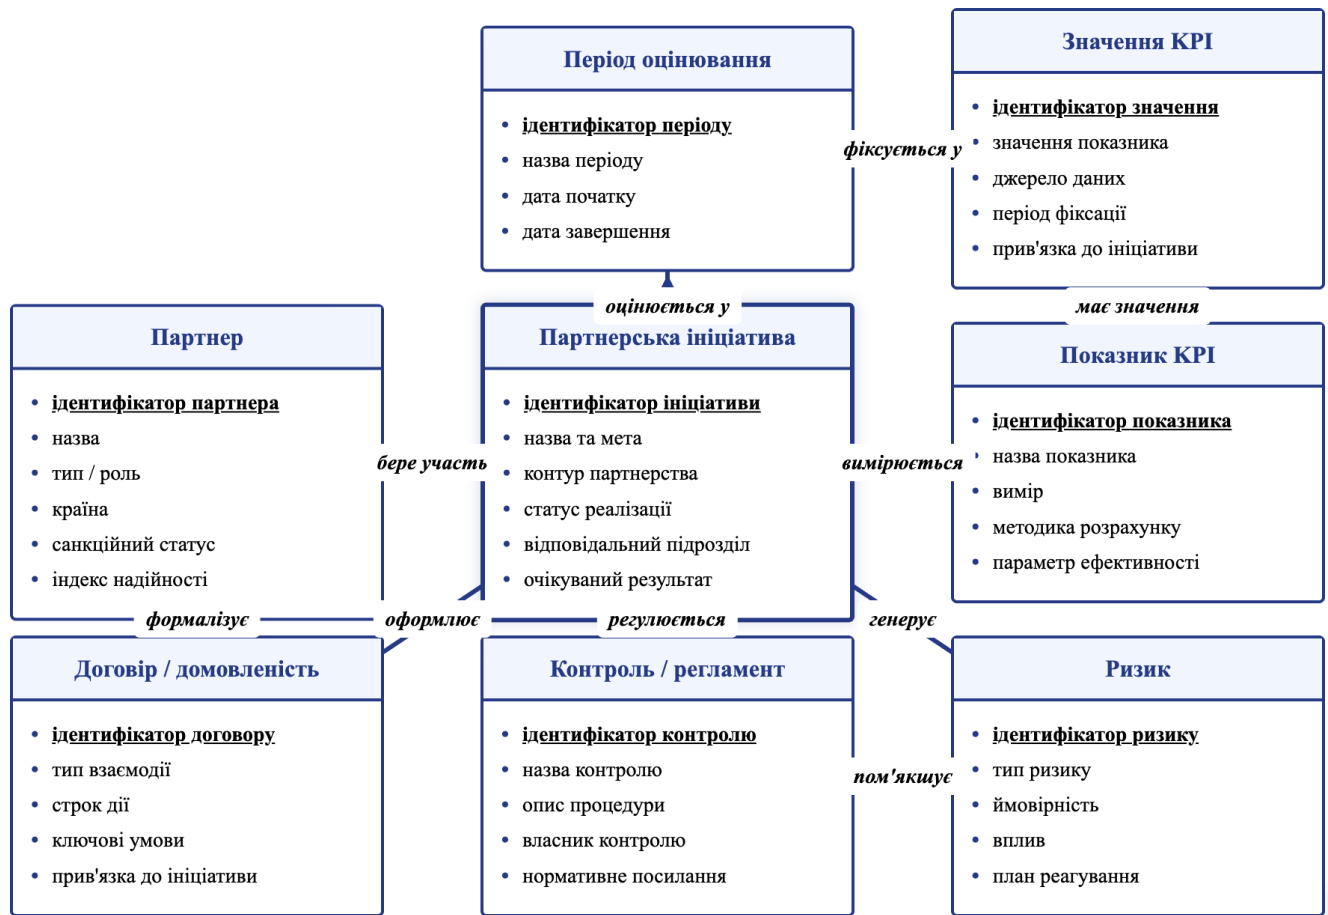 Період оцінювання
ідентифікатор періоду
назва періоду
дата початку
дата завершення
фіксується у
Значення KPI
ідентифікатор значення
значення показника
джерело даних
період фіксації
прив'язка до ініціативи
оцінюється у
має значення
Партнер
ідентифікатор партнера
назва
тип / роль
країна
санкційний статус
індекс надійності
бере участь
Партнерська ініціатива
ідентифікатор ініціативи
назва та мета
контур партнерства
статус реалізації
відповідальний підрозділ
очікуваний результат
вимірюється
Показник KPI
ідентифікатор показника
назва показника
вимір
методика розрахунку
параметр ефективності
формалізує
оформлює
регулюється
генерує
Договір / домовленість
ідентифікатор договору
тип взаємодії
строк дії
ключові умови
прив'язка до ініціативи
Контроль / регламент
ідентифікатор контролю
назва контролю
опис процедури
власник контролю
нормативне посилання
пом'якшує
Ризик
ідентифікатор ризику
тип ризику
ймовірність
вплив
план реагування